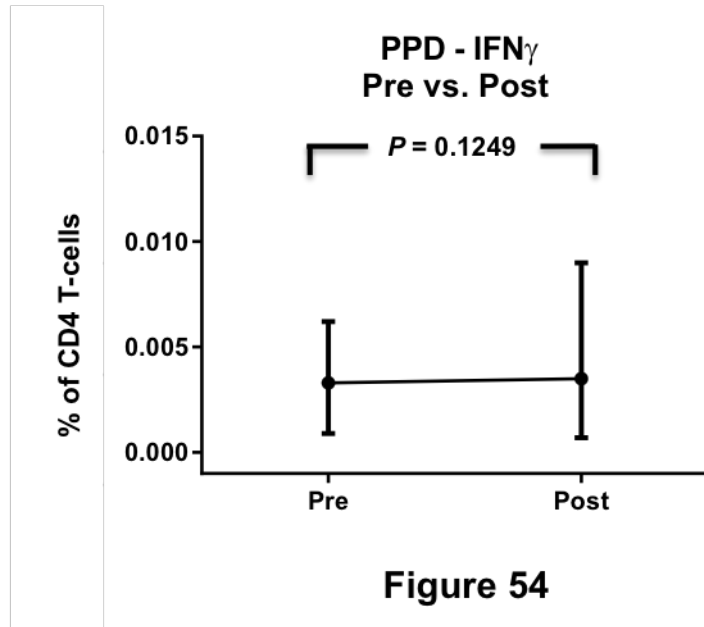 PPD - IFNγ
Pre vs. Post
P = 0.1249
% of CD4 T-cells
0.015
0.010
0.005
0.000
Pre Post
Figure 54